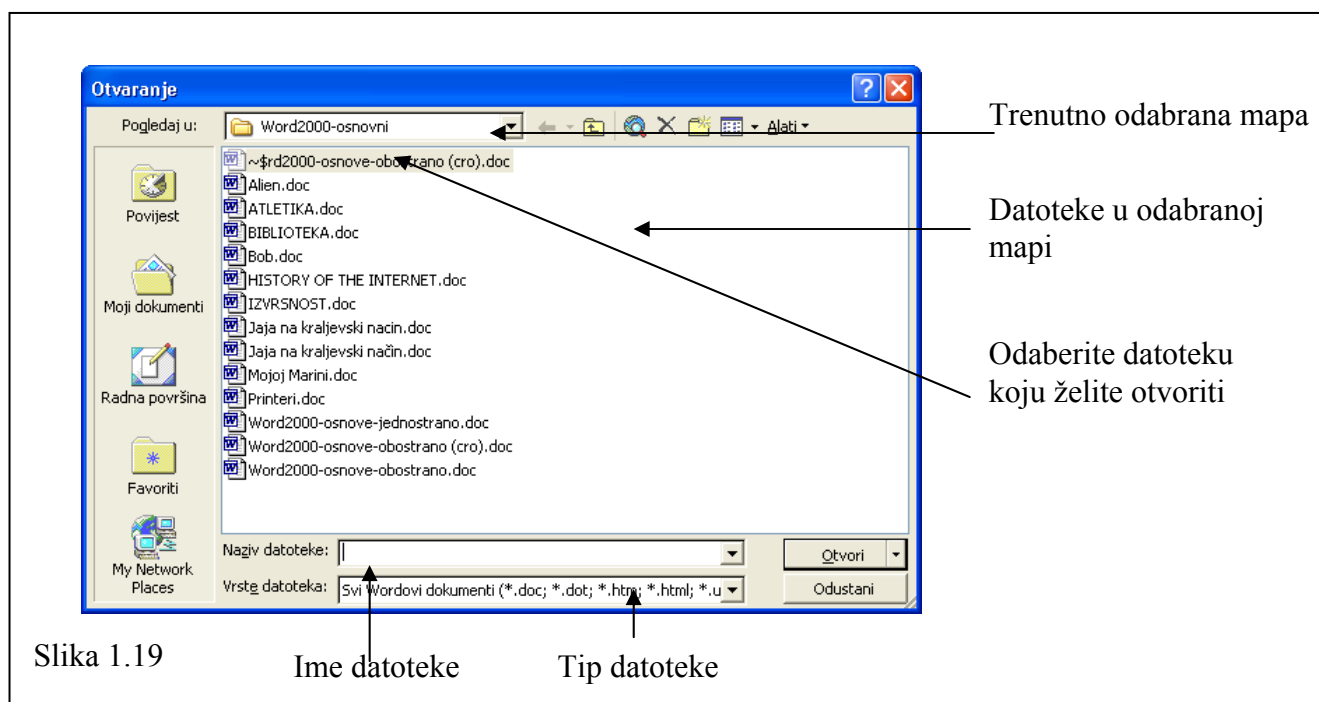 Otvaranje
Pogledaj u:
Word2000-osnovni
Alati
Trenutno odabrana mapa
Povijest
Moji dokumenti
Radna površina
Favoriti
My Network
Places
~$rd2000-osnove-obostrano (cro).doc
Alien.doc
ATLETIKA.doc
BIBLIOTEKA.doc
Bob.doc
HISTORY OF THE INTERNET.doc
IZVRSNOST.doc
Jaja na kraljevski nacin.doc
Jaja na kraljevski način.doc
Mojoj Marini.doc
Printeri.doc
Word2000-osnove-jednostrano.doc
Word2000-osnove-obostrano (cro).doc
Word2000-osnove-obostrano.doc
Datoteke u odabranoj
mapi
Odaberite datoteku
koju želite otvoriti
Naziv datoteke:
Otvori
Vrste datoteka:
Svi Wordovi dokumenti (*.doc; *.dot; *.htm; *.html; *.u
Odustani
Slika 1.19
Ime datoteke
Tip datoteke